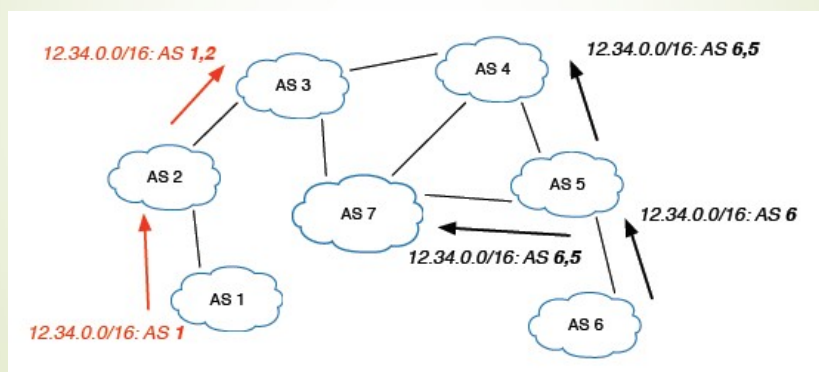 12.34.0.0/16: AS 1,2
12.34.0.0/16: AS 6,5
AS 4
AS 3
AS 2
AS 5
12.34.0.0/16: AS 6
AS 7
12.34.0.0/16: AS 6,5
AS 1
AS 6
12.34.0.0/16: AS 1